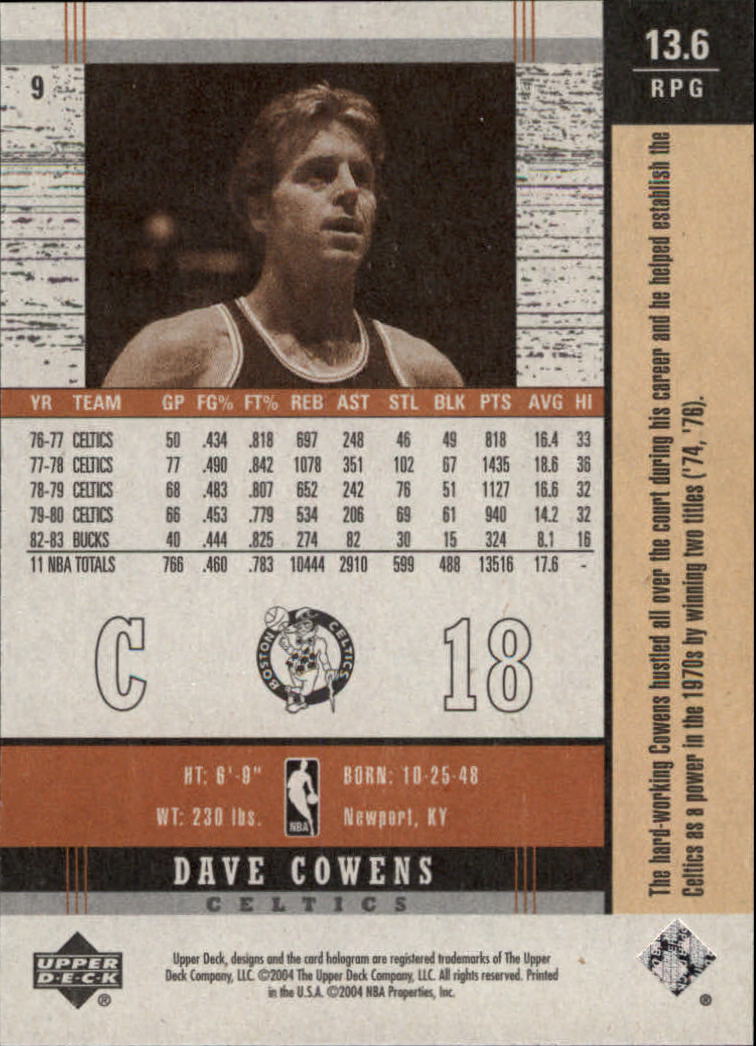 9
13.6
RPG
YR TEAM GP FG% FT% REB AST STL BLK PTS AVG HI
76-77 CELTICS 50 .434 .818 697 248 46 49 818 16.4 33
77-78 CELTICS 77 .490 .842 1078 351 102 67 1435 18.6 36
78-79 CELTICS 68 .483 .807 652 242 76 51 1127 16.6 32
79-80 CELTICS 66 .453 .779 534 206 69 61 940 14.2 32
82-83 BUCKS 40 .444 .825 274 82 30 15 324 8.1 16
11 NBA TOTALS 766 .460 .783 10444 2910 599 488 13516 17.6 -
C
BOSTON CELTICS
18
HT: 6'-9" BORN: 10-25-48
WT: 230 lbs. Newport, KY
NBA
DAVE COWENS
CELTICS
The hard-working Cowens hustled all over the court during his career and he helped establish the
Celtics as a power in the 1970s by winning two titles ('74, '76).
UPPER
D·E·C·K
®
Upper Deck, designs and the card hologram are registered trademarks of The Upper
Deck Company, LLC. ©2004 The Upper Deck Company, LLC. All rights reserved. Printed
in the U.S.A. ©2004 NBA Properties, Inc.
®